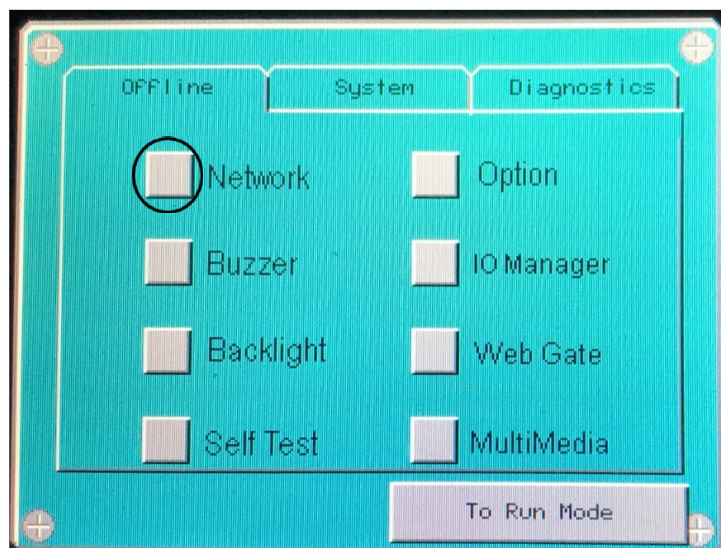 Offline System Diagnostics
Network Option
Buzzer IO Manager
Backlight Web Gate
Self Test MultiMedia
To Run Mode